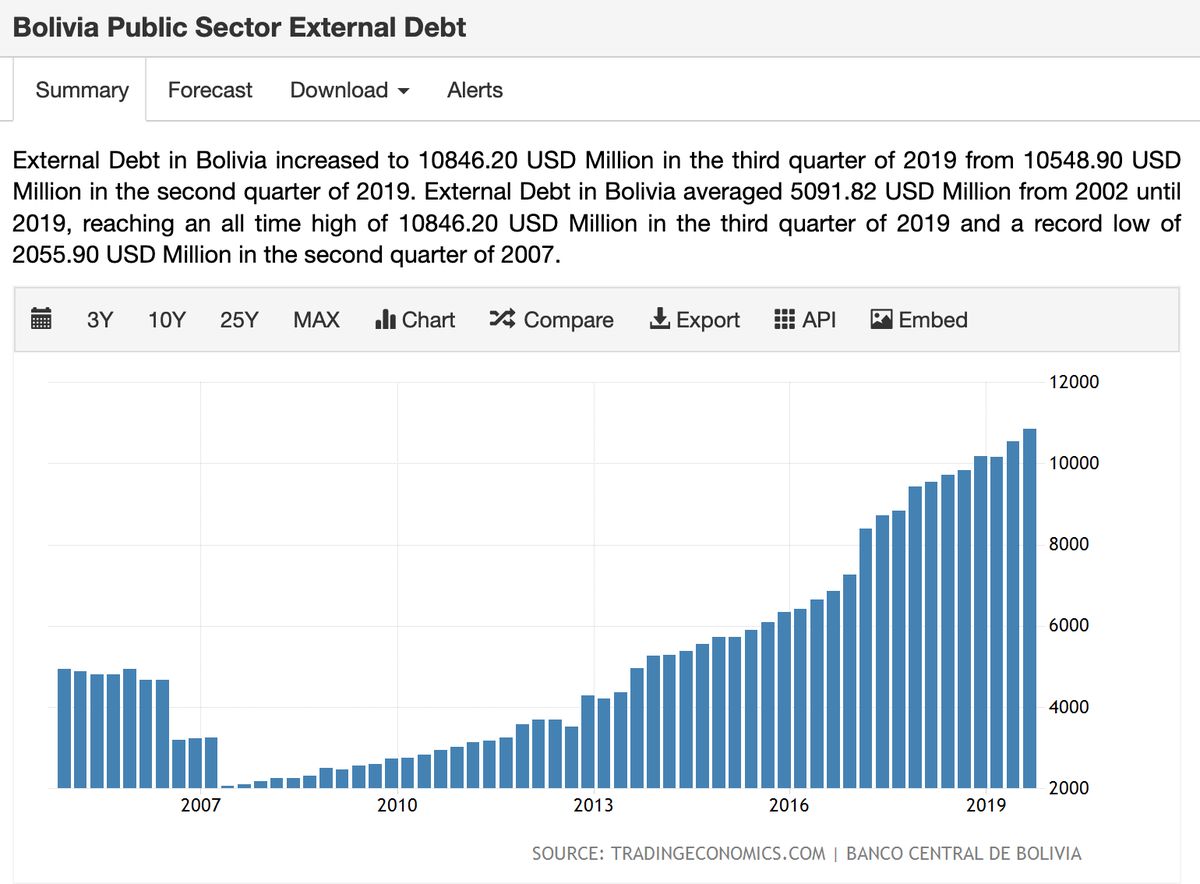 Bolivia Public Sector External Debt
Summary Forecast Download Alerts
External Debt in Bolivia increased to 10846.20 USD Million in the third quarter of 2019 from 10548.90 USD
Million in the second quarter of 2019. External Debt in Bolivia averaged 5091.82 USD Million from 2002 until
2019, reaching an all time high of 10846.20 USD Million in the third quarter of 2019 and a record low of
2055.90 USD Million in the second quarter of 2007.
3Y 10Y 25Y MAX Chart Compare Export API Embed
12000
10000
8000
6000
4000
2000
2007 2010 2013 2016 2019
SOURCE: TRADINGECONOMICS.COM | BANCO CENTRAL DE BOLIVIA